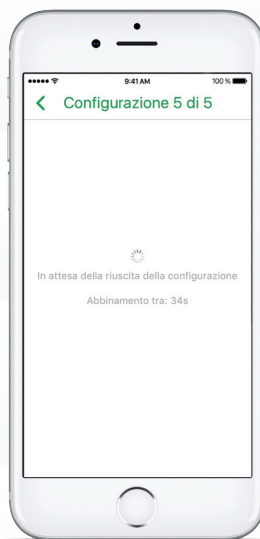 9:41 AM 100 %
Configurazione 5 di 5
In attesa della riuscita della configurazione
Abbinamento tra: 34s